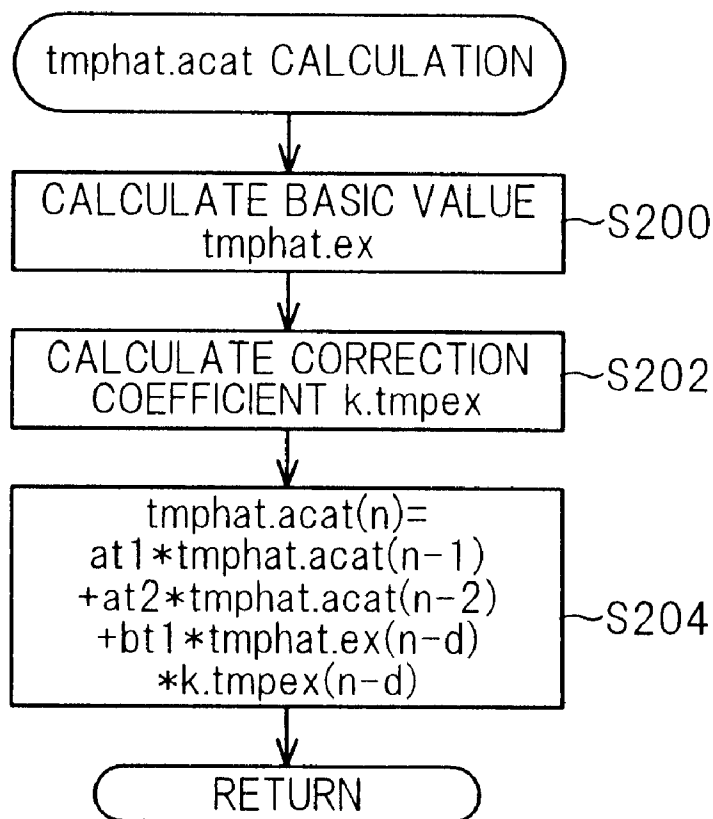 tmphat.acat CALCULATION
CALCULATE BASIC VALUE
tmphat.ex
S200
CALCULATE CORRECTION
COEFFICIENT k.tmpex
S202
tmphat.acat(n)=
at1*tmphat.acat(n-1)
+at2*tmphat.acat(n-2)
+bt1*tmphat.ex(n-d)
*k.tmpex(n-d)
S204
RETURN